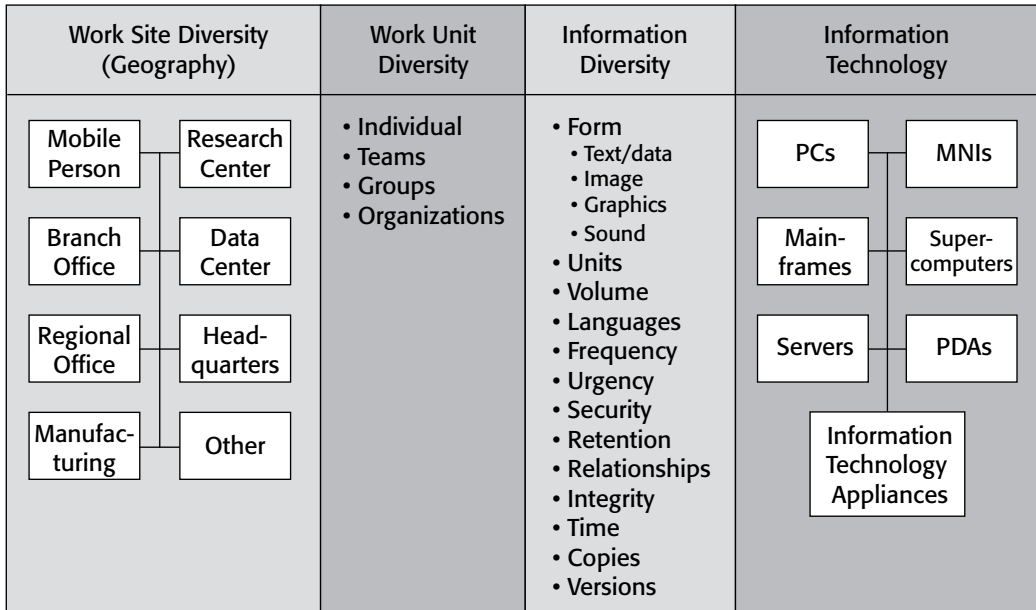 Work Site Diversity
(Geography)
Work Unit
Diversity
Information
Diversity
Information
Technology
Mobile
Person
Research
Center
Branch
Office
Data
Center
Regional
Office
Head-
quarters
Manufac-
turing
Other
• Individual
• Teams
• Groups
• Organizations
• Form
• Text/data
• Image
• Graphics
• Sound
• Units
• Volume
• Languages
• Frequency
• Urgency
• Security
• Retention
• Relationships
• Integrity
• Time
• Copies
• Versions
PCs
MNIs
Main-
frames
Super-
computers
Servers
PDAs
Information
Technology
Appliances